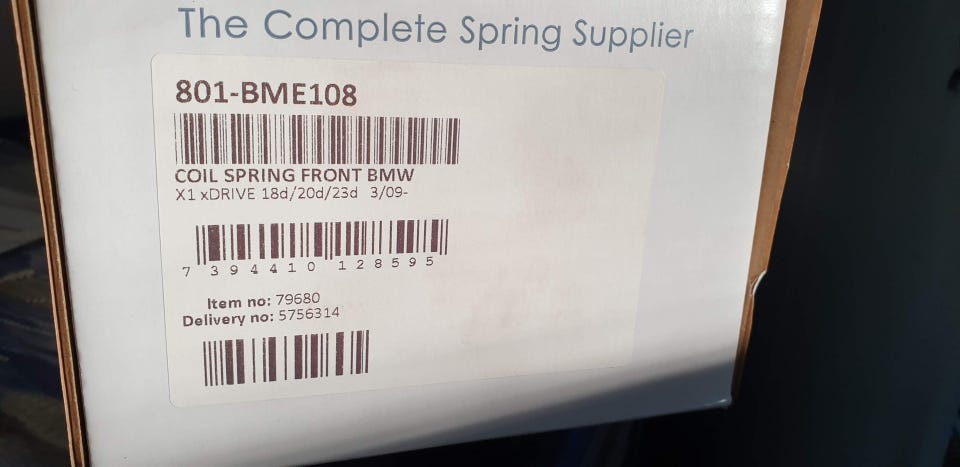 The Complete Spring Supplier
801-BME108
COIL SPRING FRONT BMW
X1 xDRIVE 18d/20d/23d 3/09-
7 394410 128595
Item no: 79680
Delivery no: 5756314